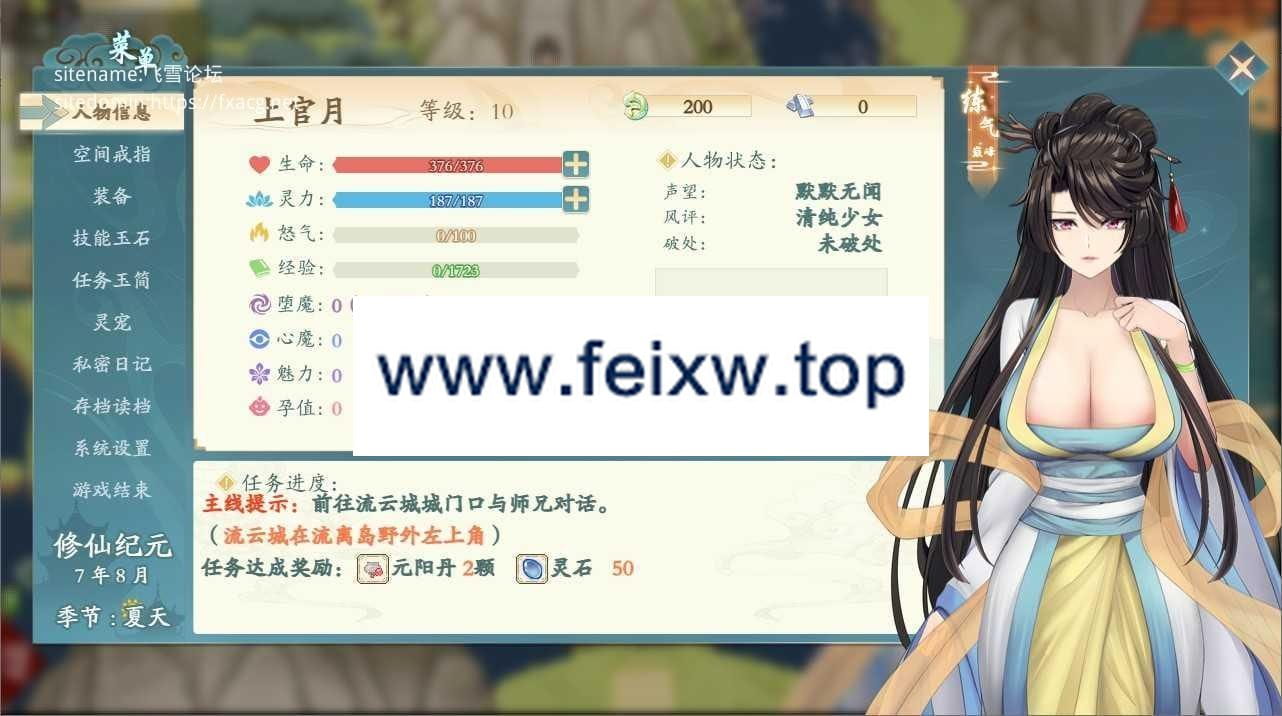 菜单
sitename:飞雪论坛
sitedomin:https://fxacg.ne
人物信息
空间戒指
装备
技能玉石
任务玉简
灵宠
私密日记
存档读档
系统设置
游戏结束
修仙纪元
7年8月
季节:夏天
上官月
等级: 10
200
0
生命: 376/376
灵力: 187/187
怒气: 0/100
经验: 0/1723
堕魔: 0
心魔: 0
魅力: 0
孕值: 0
人物状态:
声望: 默默无闻
风评: 清纯少女
破处: 未破处
www.feixw.top
任务进度:
主线提示: 前往流云城城门口与师兄对话。
(流云城在流离岛野外左上角)
任务达成奖励: 元阳丹 2颗 灵石 50
练气
巅峰